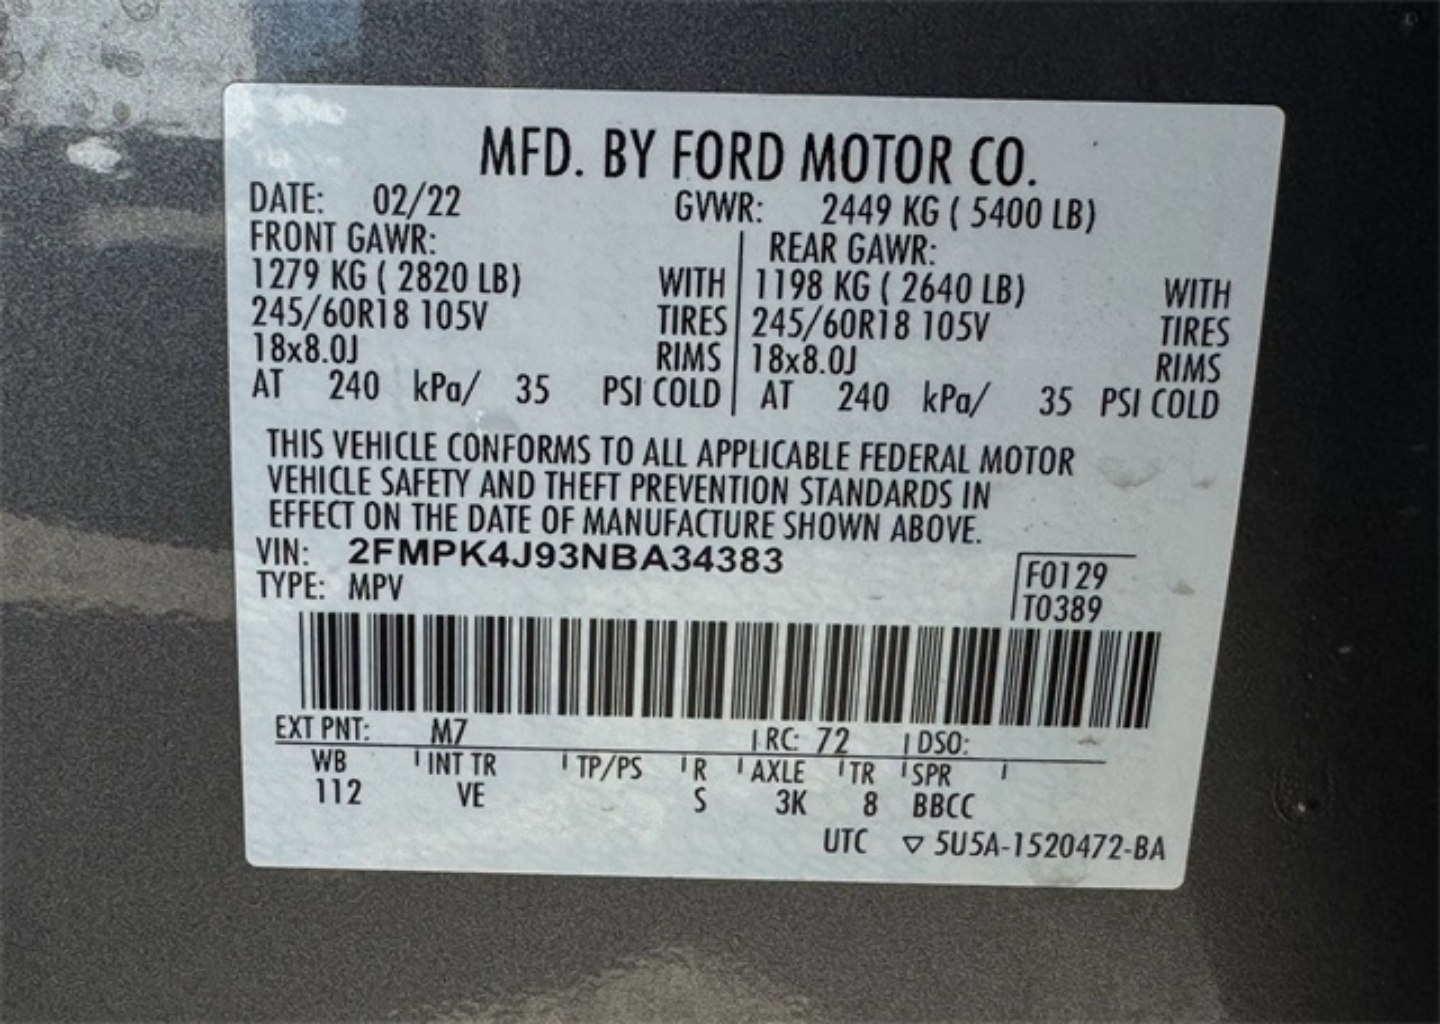 MFD. BY FORD MOTOR CO.
DATE: 02/22 GVWR: 2449 KG ( 5400 LB)
FRONT GAWR: REAR GAWR:
1279 KG ( 2820 LB) WITH 1198 KG ( 2640 LB) WITH
245/60R18 105V TIRES 245/60R18 105V TIRES
18x8.0J RIMS 18x8.0J RIMS
AT 240 kPa/ 35 PSI COLD AT 240 kPa/ 35 PSI COLD
THIS VEHICLE CONFORMS TO ALL APPLICABLE FEDERAL MOTOR
VEHICLE SAFETY AND THEFT PREVENTION STANDARDS IN
EFFECT ON THE DATE OF MANUFACTURE SHOWN ABOVE.
VIN: 2FMPK4J93NBA34383
TYPE: MPV F0129
T0389
EXT PNT: M7 RC: 72 DSO:
WB INT TR TP/PS R AXLE TR SPR
112 VE S 3K 8 BBCC
UTC ▽ 5U5A-1520472-BA